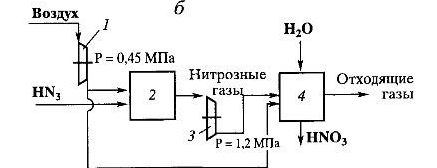 б
Воздух
1
P = 0,45 МПа
H₂O
HN₃
2
Нитрозные
газы
3
P = 1,2 МПа
4
Отходящие
газы
HNO₃